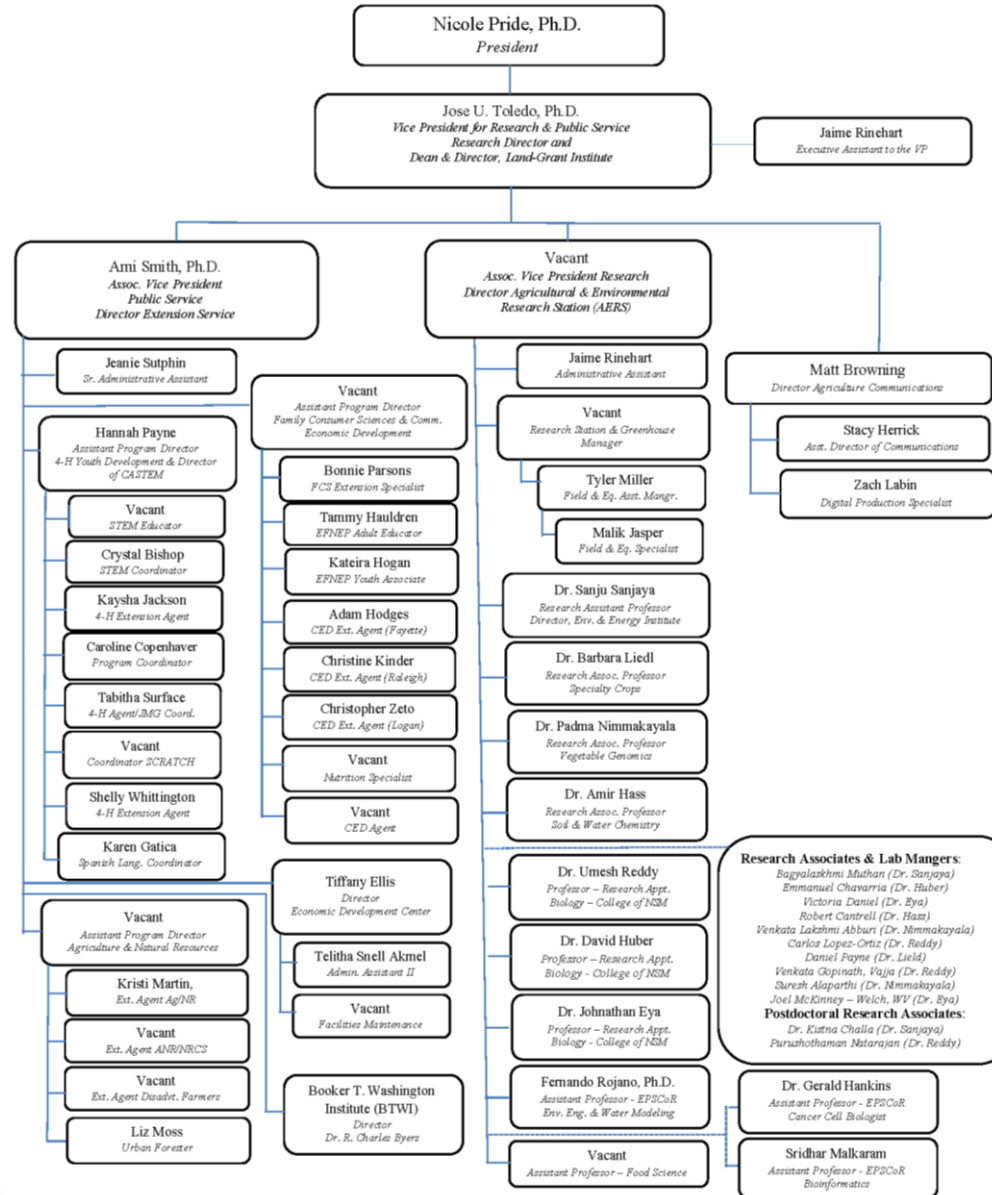 Nicole Pride, Ph.D.
President
Jose U. Toledo, Ph.D.
Vice President for Research & Public Service
Research Director and
Dean & Director, Land-Grant Institute
Jaime Rinehart
Executive Assistant to the VP
Ami Smith, Ph.D.
Assoc. Vice President
Public Service
Director Extension Service
Vacant
Assoc. Vice President Research
Director Agricultural & Environmental
Research Station (AERS)
Matt Browning
Director Agriculture Communications
Stacy Herrick
Asst. Director of Communications
Zach Labin
Digital Production Specialist
Jeanie Sutphin
Sr. Administrative Assistant
Hannah Payne
Assistant Program Director
4-H Youth Development & Director
of CASTEM
Vacant
STEM Educator
Crystal Bishop
STEM Coordinator
Kaysha Jackson
4-H Extension Agent
Caroline Copenhaver
Program Coordinator
Tabitha Surface
4-H Agent/JMG Coord.
Vacant
Coordinator SCRATCH
Shelly Whittington
4-H Extension Agent
Karen Gatica
Spanish Lang. Coordinator
Vacant
Assistant Program Director
Family Consumer Sciences & Comm.
Economic Development
Bonnie Parsons
FCS Extension Specialist
Tammy Hauldren
EFNEP Adult Educator
Kateira Hogan
EFNEP Youth Associate
Adam Hodges
CED Ext. Agent (Fayette)
Christine Kinder
CED Ext. Agent (Raleigh)
Christopher Zeto
CED Ext. Agent (Logan)
Vacant
Nutrition Specialist
Vacant
CED Agent
Tiffany Ellis
Director
Economic Development Center
Telitha Snell Akmel
Admin. Assistant II
Vacant
Facilities Maintenance
Vacant
Assistant Program Director
Agriculture & Natural Resources
Kristi Martin,
Ext. Agent Ag/NR
Vacant
Ext. Agent ANR/NRCS
Vacant
Ext. Agent Disadvt. Farmers
Liz Moss
Urban Forester
Booker T. Washington
Institute (BTWI)
Director
Dr. R. Charles Byers
Jaime Rinehart
Administrative Assistant
Vacant
Research Station & Greenhouse
Manager
Tyler Miller
Field & Eq. Asst. Mangr.
Malik Jasper
Field & Eq. Specialist
Dr. Sanju Sanjaya
Research Assistant Professor
Director, Env. & Energy Institute
Dr. Barbara Liedl
Research Assoc. Professor
Specialty Crops
Dr. Padma Nimmakayala
Research Assoc. Professor
Vegetable Genomics
Dr. Amir Hass
Research Assoc. Professor
Soil & Water Chemistry
Research Associates & Lab Mangers:
Bagyalaskhmi Muthan (Dr. Sanjaya)
Emmanuel Chavarria (Dr. Huber)
Victoria Daniel (Dr. Eya)
Robert Cantrell (Dr. Hass)
Venkata Lakshmi Abburi (Dr. Nimmakayala)
Carlos Lopez-Ortiz (Dr. Reddy)
Daniel Payne (Dr. Lield)
Venkata Gopinath, Vajja (Dr. Reddy)
Suresh Alaparthi (Dr. Nimmakayala)
Joel McKinney – Welch, WV (Dr. Eya)
Postdoctoral Research Associates:
Dr. Kistna Challa (Dr. Sanjaya)
Purushothaman Natarajan (Dr. Reddy)
Dr. Umesh Reddy
Professor – Research Appt.
Biology – College of NSM
Dr. David Huber
Professor – Research Appt.
Biology - College of NSM
Dr. Johnathan Eya
Professor – Research Appt.
Biology - College of NSM
Fernando Rojano, Ph.D.
Assistant Professor - EPSCoR
Env. Eng. & Water Modeling
Dr. Gerald Hankins
Assistant Professor - EPSCoR
Cancer Cell Biologist
Sridhar Malkaram
Assistant Professor - EPSCoR
Bioinformatics
Vacant
Assistant Professor – Food Science